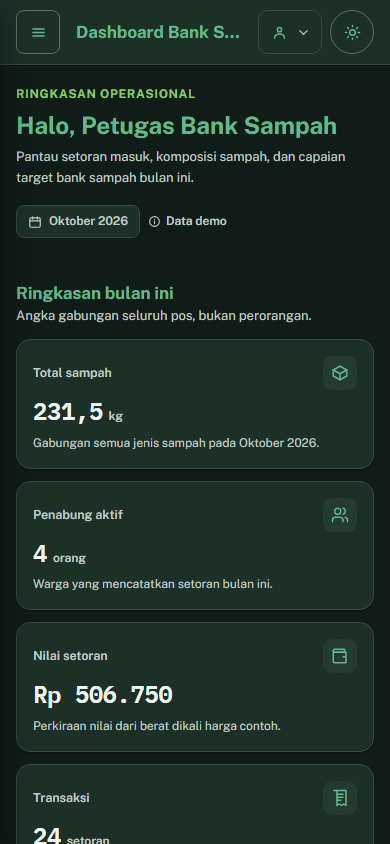 Dashboard Bank S...
RINGKASAN OPERASIONAL
Halo, Petugas Bank Sampah
Pantau setoran masuk, komposisi sampah, dan capaian
target bank sampah bulan ini.
Oktober 2026
Data demo
Ringkasan bulan ini
Angka gabungan seluruh pos, bukan perorangan.
Total sampah
231,5 kg
Gabungan semua jenis sampah pada Oktober 2026.
Penabung aktif
4 orang
Warga yang mencatatkan setoran bulan ini.
Nilai setoran
Rp 506.750
Perkiraan nilai dari berat dikali harga contoh.
Transaksi
24 setoran